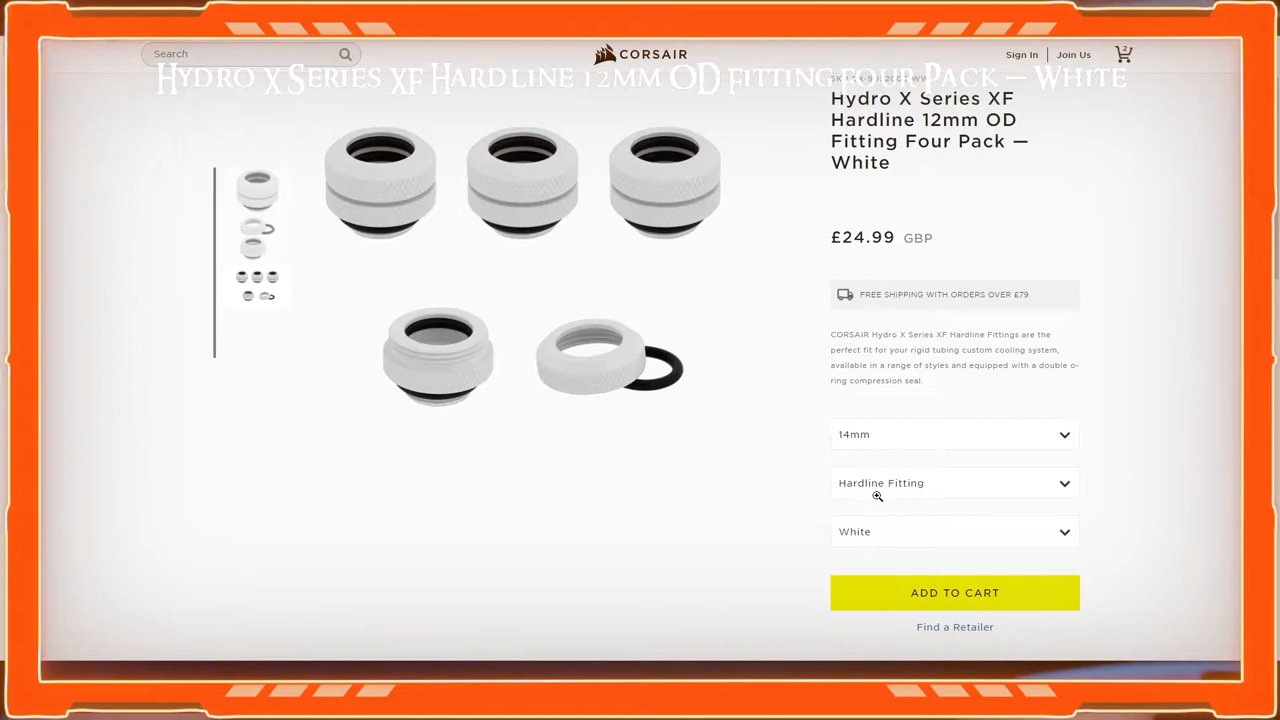 Search
CORSAIR
Sign In
Join Us
2
Hydro X Series XF Hardline 12mm OD Fitting Four Pack – White
Hydro X Series XF
Hardline 12mm OD
Fitting Four Pack —
White
£24.99 GBP
FREE SHIPPING WITH ORDERS OVER £79
CORSAIR Hydro X Series XF Hardline Fittings are the
perfect fit for your rigid tubing custom cooling system,
available in a range of styles and equipped with a double o-
ring compression seal.
14mm
Hardline Fitting
White
ADD TO CART
Find a Retailer